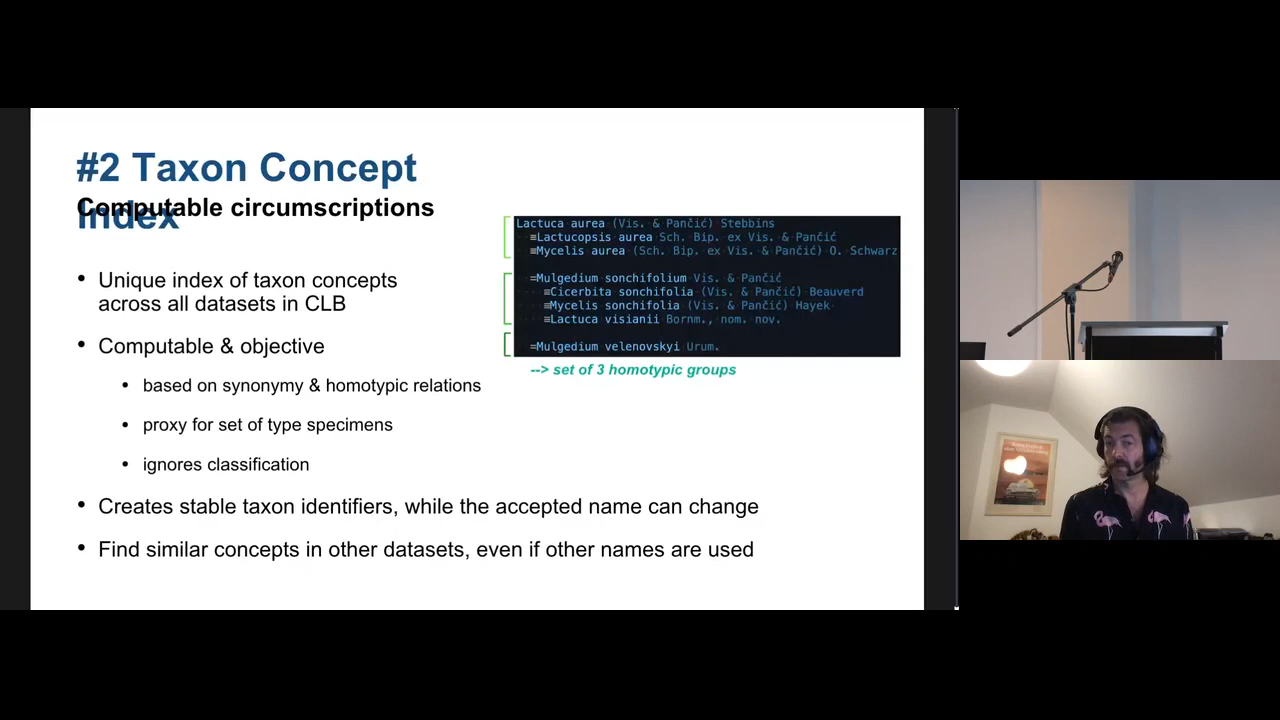 #2 Taxon Concept
Index
Computable circumscriptions
• Unique index of taxon concepts
across all datasets in CLB
• Computable & objective
• based on synonymy & homotypic relations
• proxy for set of type specimens
• ignores classification
• Creates stable taxon identifiers, while the accepted name can change
• Find similar concepts in other datasets, even if other names are used
Lactuca aurea (Vis. & Pančić) Stebbins
≡Lactucopsis aurea Sch. Bip. ex Vis. & Pančić
≡Mycelis aurea (Sch. Bip. ex Vis. & Pančić) O. Schwarz
=Mulgedium sonchifolium Vis. & Pančić
≡Cicerbita sonchifolia (Vis. & Pančić) Beauverd
≡Mycelis sonchifolia (Vis. & Pančić) Hayek
≡Lactuca visianii Bornm., nom. nov.
=Mulgedium velenovskyi Urum.
--> set of 3 homotypic groups